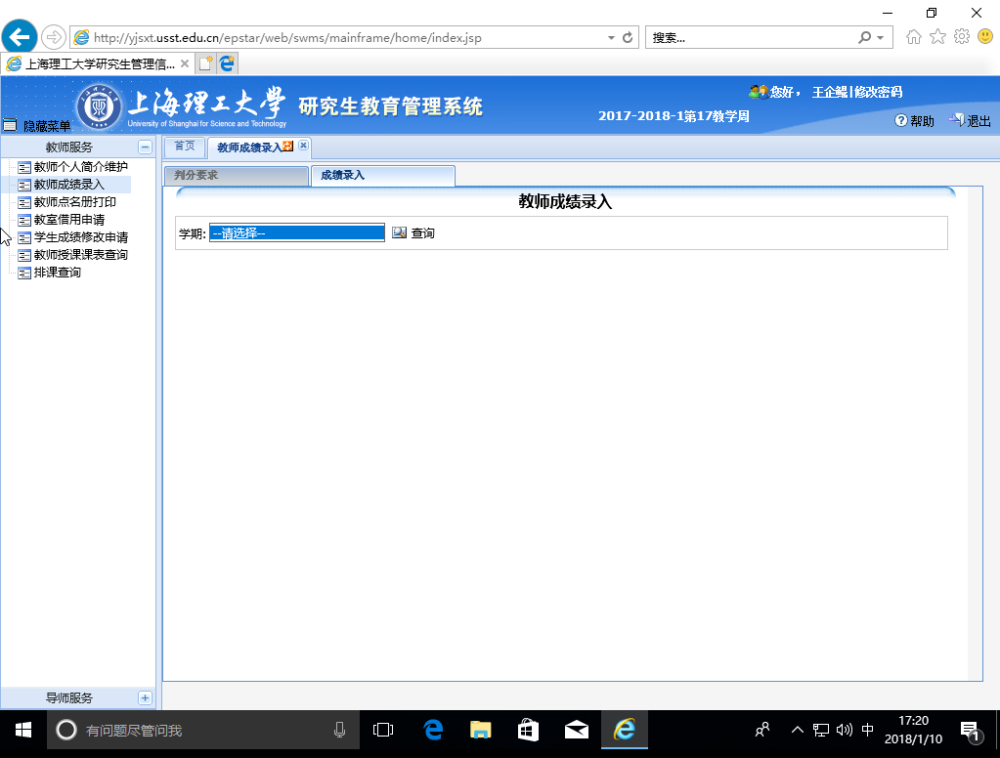 http://yjsxt.usst.edu.cn/epstar/web/swms/mainframe/home/index.jsp
搜索...
上海理工大学研究生管理信...
上海理工大学
University of Shanghai for Science and Technology
研究生教育管理系统
您好， 王企鲲|修改密码
2017-2018-1第17教学周
隐藏菜单
帮助
退出
教师服务
首页
教师成绩录入
教师个人简介维护
教师成绩录入
教师点名册打印
教室借用申请
学生成绩修改申请
教师授课课表查询
排课查询
判分要求
成绩录入
教师成绩录入
学期:
--请选择--
查询
导师服务
有问题尽管问我
中
17:20
2018/1/10
1